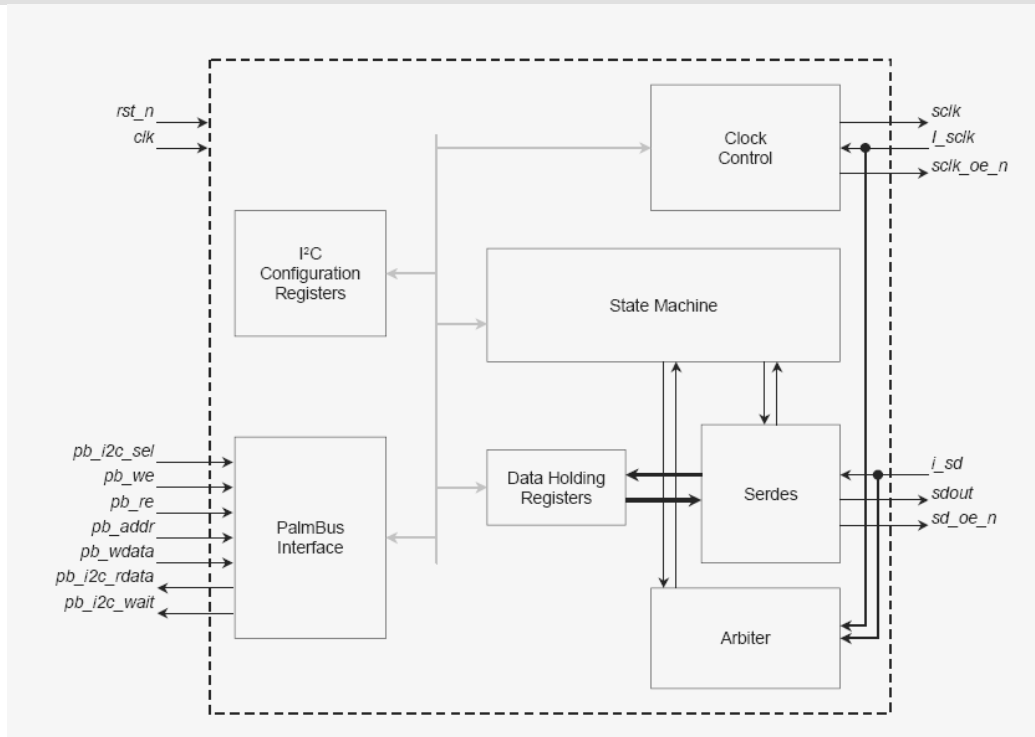 rst_n
clk
Clock
Control
sclk
I_sclk
sclk_oe_n
I²C
Configuration
Registers
State Machine
pb_i2c_sel
pb_we
pb_re
pb_addr
pb_wdata
pb_i2c_rdata
pb_i2c_wait
PalmBus
Interface
Data Holding
Registers
Serdes
i_sd
sdout
sd_oe_n
Arbiter